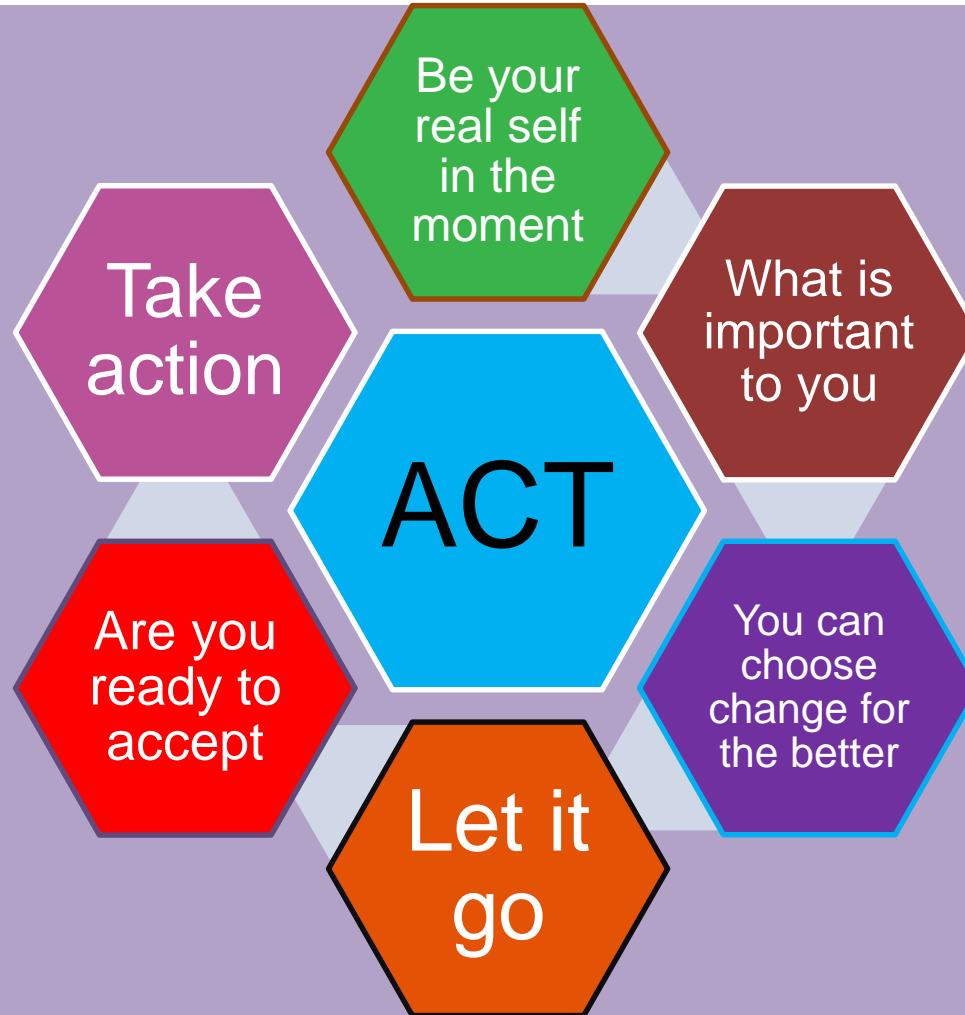 Be your
real self
in the
moment
What is
important
to you
You can
choose
change for
the better
Let it
go
Are you
ready to
accept
Take
action
ACT